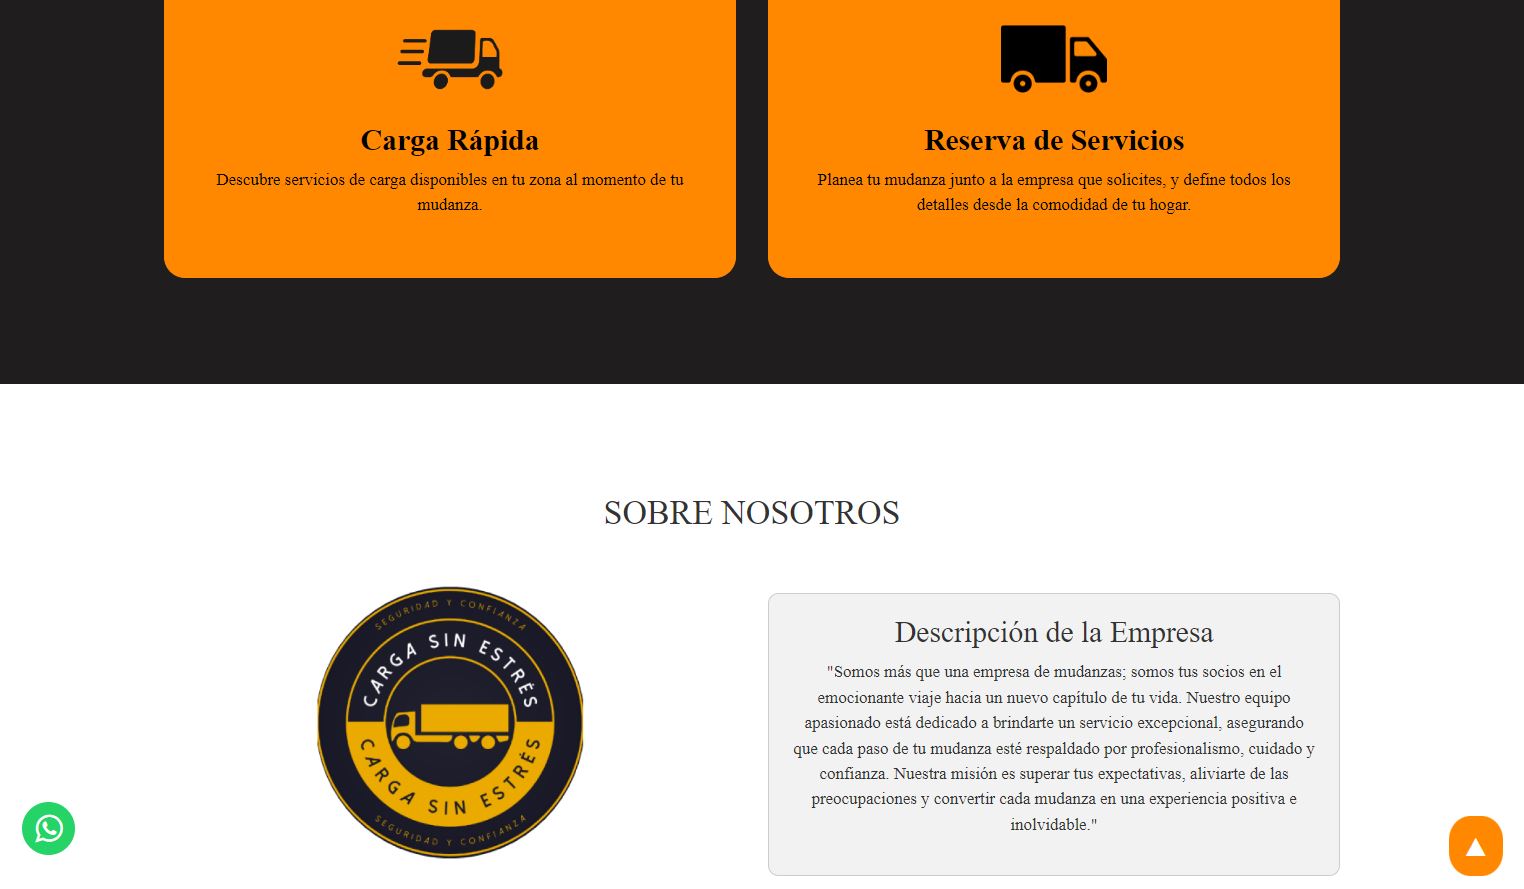 Carga Rápida
Descubre servicios de carga disponibles en tu zona al momento de tu
mudanza.
Reserva de Servicios
Planea tu mudanza junto a la empresa que solicites, y define todos los
detalles desde la comodidad de tu hogar.
SOBRE NOSOTROS
SEGURIDAD Y CONFIANZA
CARGA SIN ESTRÉS
CARGA SIN ESTRÉS
SEGURIDAD Y CONFIANZA
Descripción de la Empresa
"Somos más que una empresa de mudanzas; somos tus socios en el
emocionante viaje hacia un nuevo capítulo de tu vida. Nuestro equipo
apasionado está dedicado a brindarte un servicio excepcional, asegurando
que cada paso de tu mudanza esté respaldado por profesionalismo, cuidado y
confianza. Nuestra misión es superar tus expectativas, aliviarte de las
preocupaciones y convertir cada mudanza en una experiencia positiva e
inolvidable."